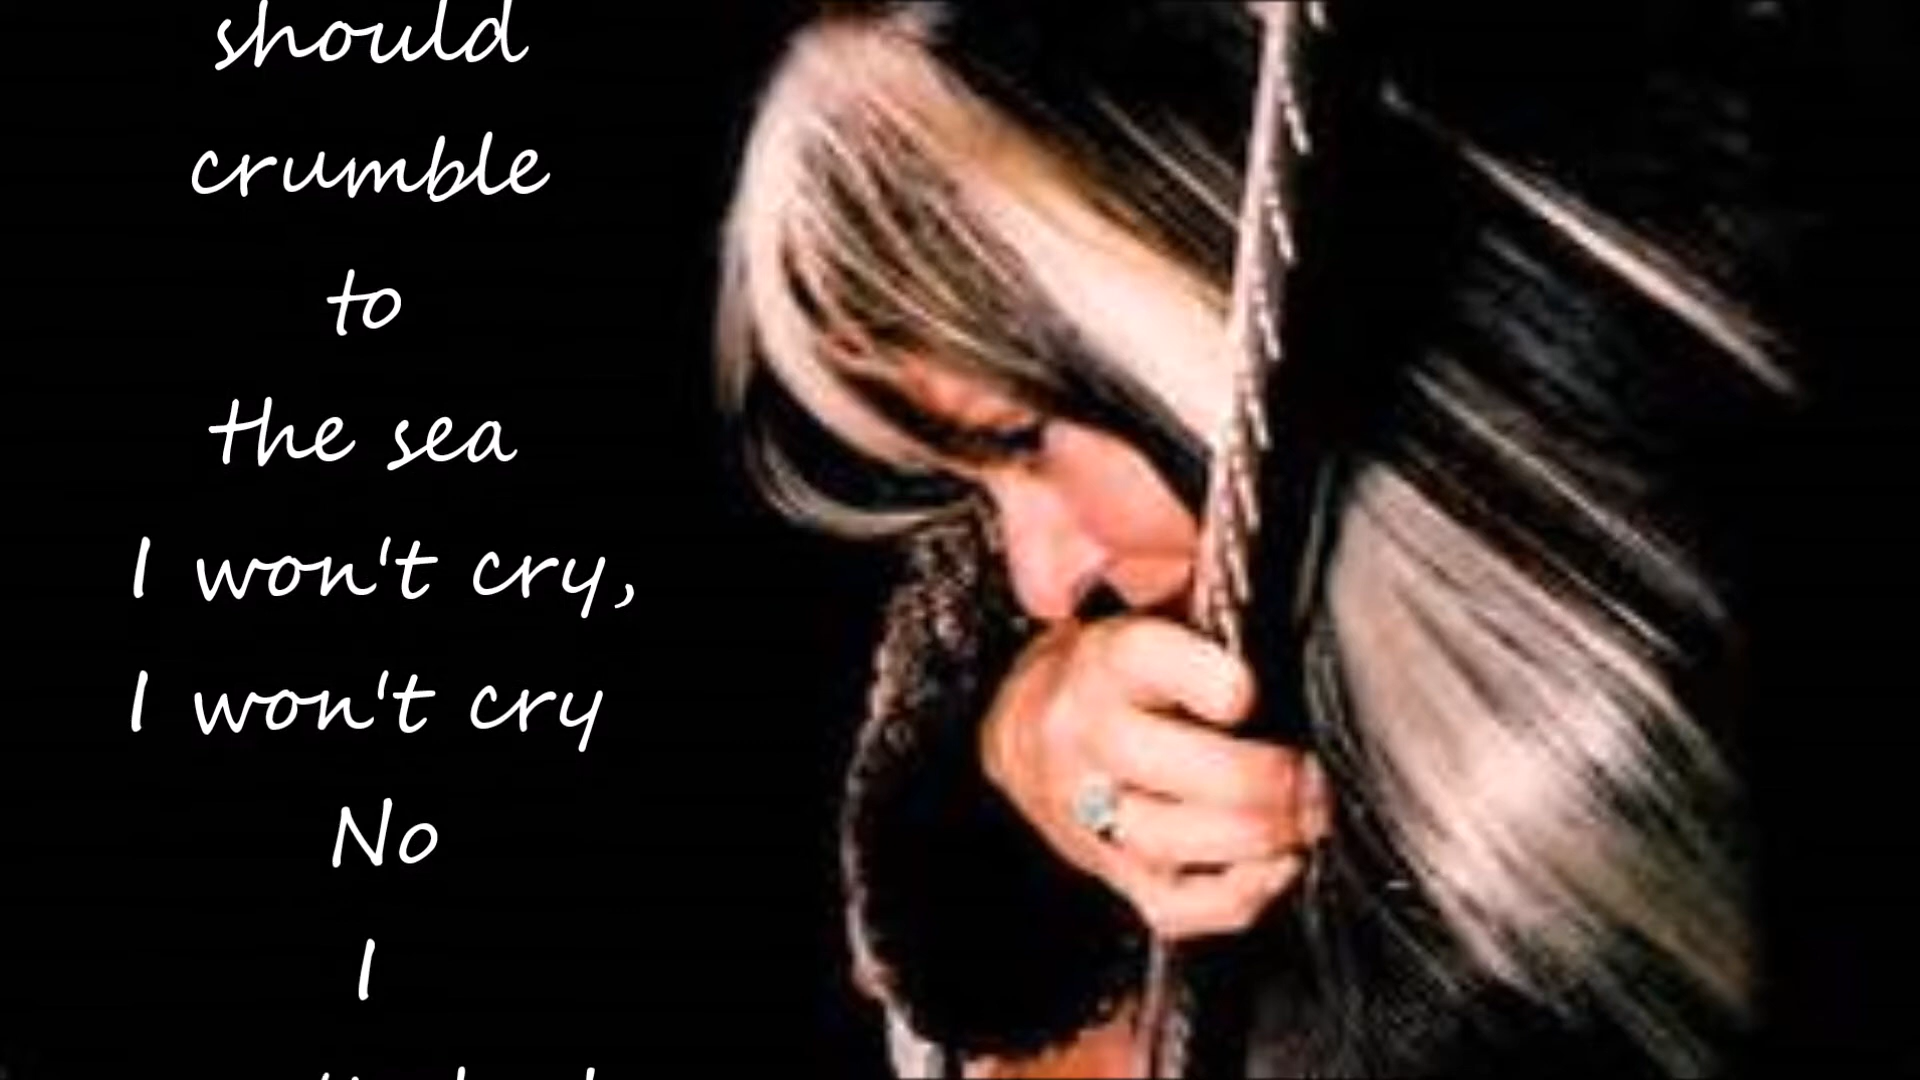 should
crumble
to
the sea
I won't cry,
I won't cry
No
I